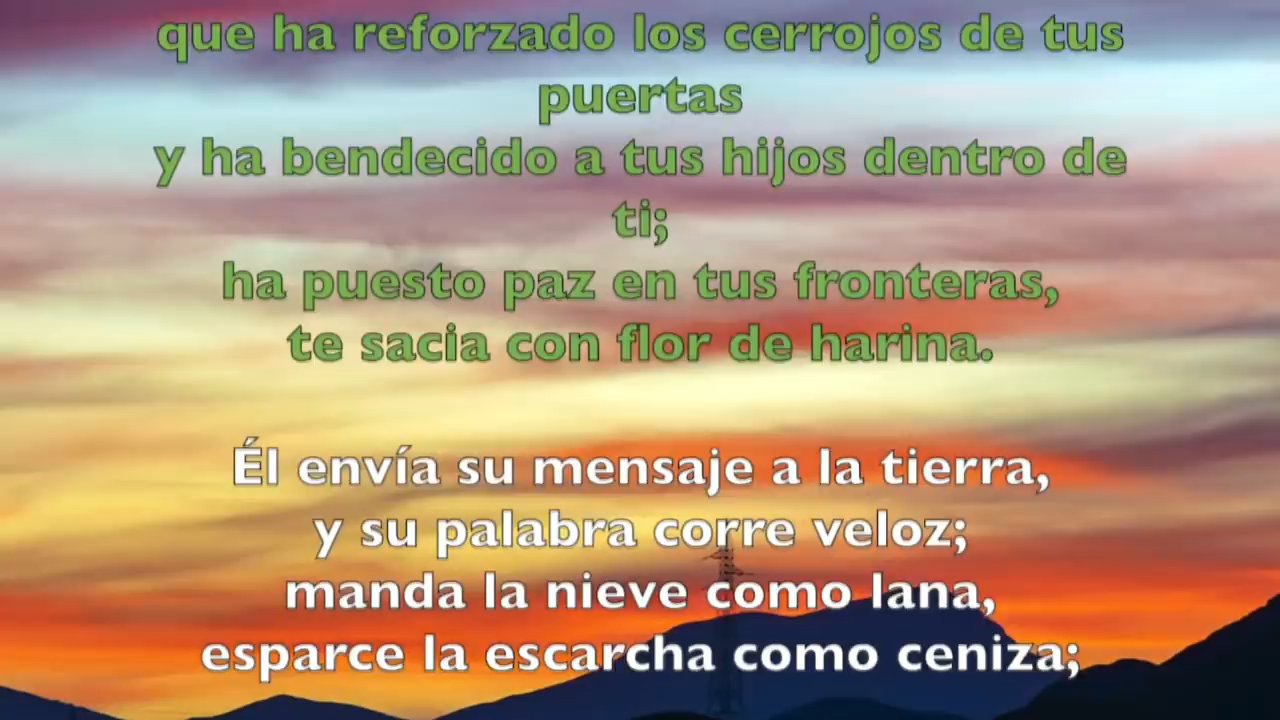 que ha reforzado los cerrojos de tus
puertas
y ha bendecido a tus hijos dentro de
ti;
ha puesto paz en tus fronteras,
te sacia con flor de harina.
Él envía su mensaje a la tierra,
y su palabra corre veloz;
manda la nieve como lana,
esparce la escarcha como ceniza;